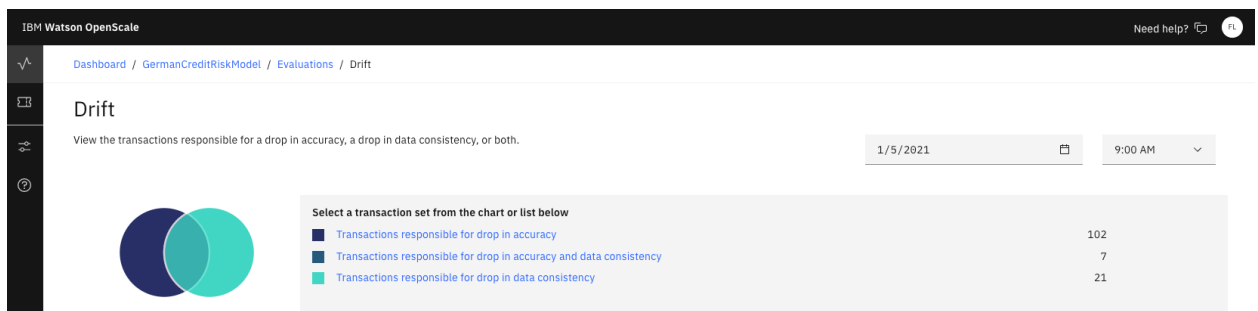 IBM Watson OpenScale
Need help?
FL
Dashboard / GermanCreditRiskModel / Evaluations / Drift
Drift
View the transactions responsible for a drop in accuracy, a drop in data consistency, or both.
1/5/2021
9:00 AM
Select a transaction set from the chart or list below
Transactions responsible for drop in accuracy 102
Transactions responsible for drop in accuracy and data consistency 7
Transactions responsible for drop in data consistency 21